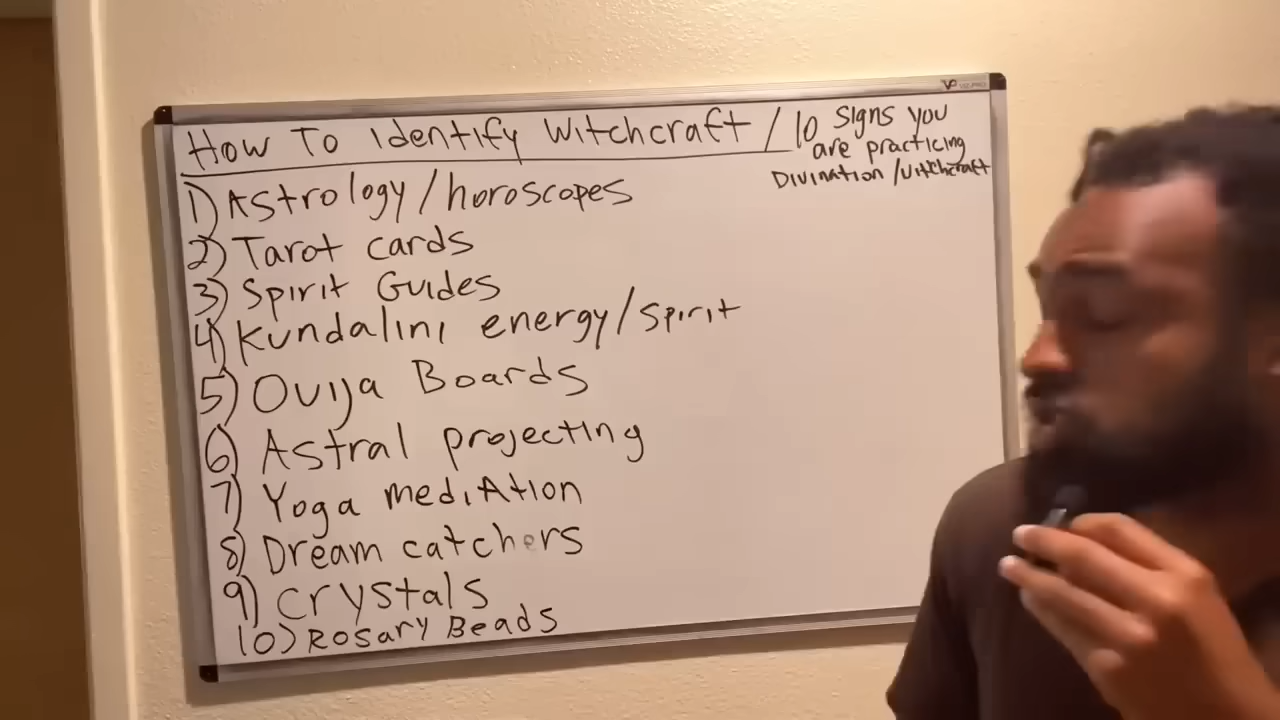 How To Identify Witchcraft / 10 signs you
are practicing
Divination / witchcraft
1) Astrology / horoscopes
2) Tarot cards
3) Spirit Guides
4) Kundalini energy / spirit
5) Ouija Boards
6) Astral projecting
7) Yoga mediAtion
8) Dream catchers
9) crystals
10) Rosary Beads